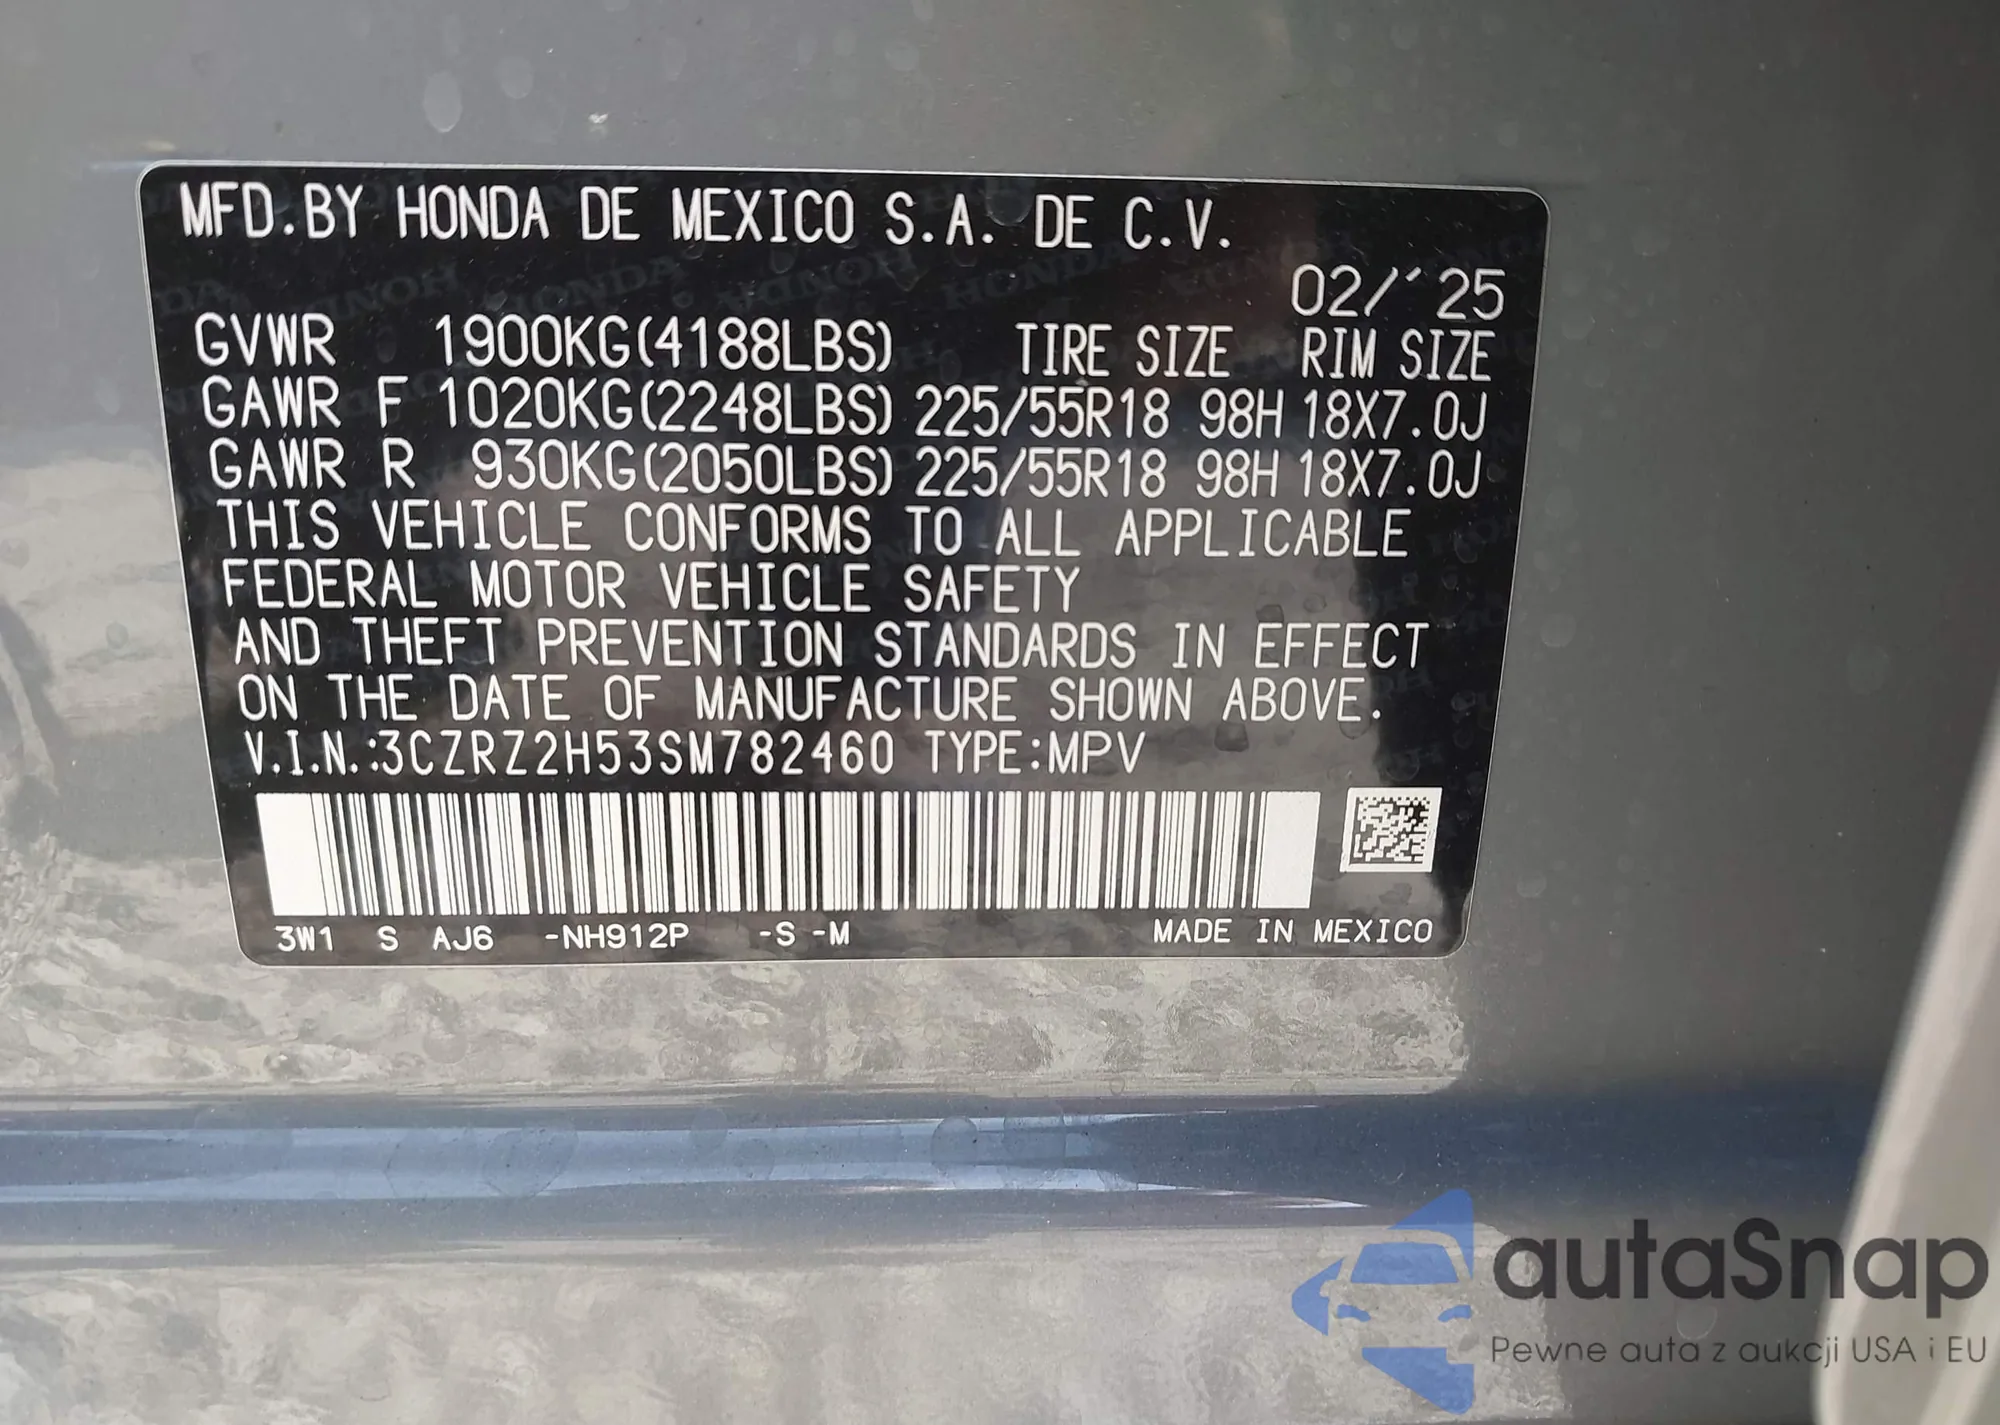 MFD.BY HONDA DE MEXICO S.A. DE C.V.
02/'25
GVWR 1900KG(4188LBS) TIRE SIZE RIM SIZE
GAWR F 1020KG(2248LBS) 225/55R18 98H 18X7.0J
GAWR R 930KG(2050LBS) 225/55R18 98H 18X7.0J
THIS VEHICLE CONFORMS TO ALL APPLICABLE
FEDERAL MOTOR VEHICLE SAFETY
AND THEFT PREVENTION STANDARDS IN EFFECT
ON THE DATE OF MANUFACTURE SHOWN ABOVE.
V.I.N.:3CZRZ2H53SM782460 TYPE:MPV
3W1 S AJ6 -NH912P -S -M MADE IN MEXICO
autaSnap
Pewne auta z aukcji USA i EU